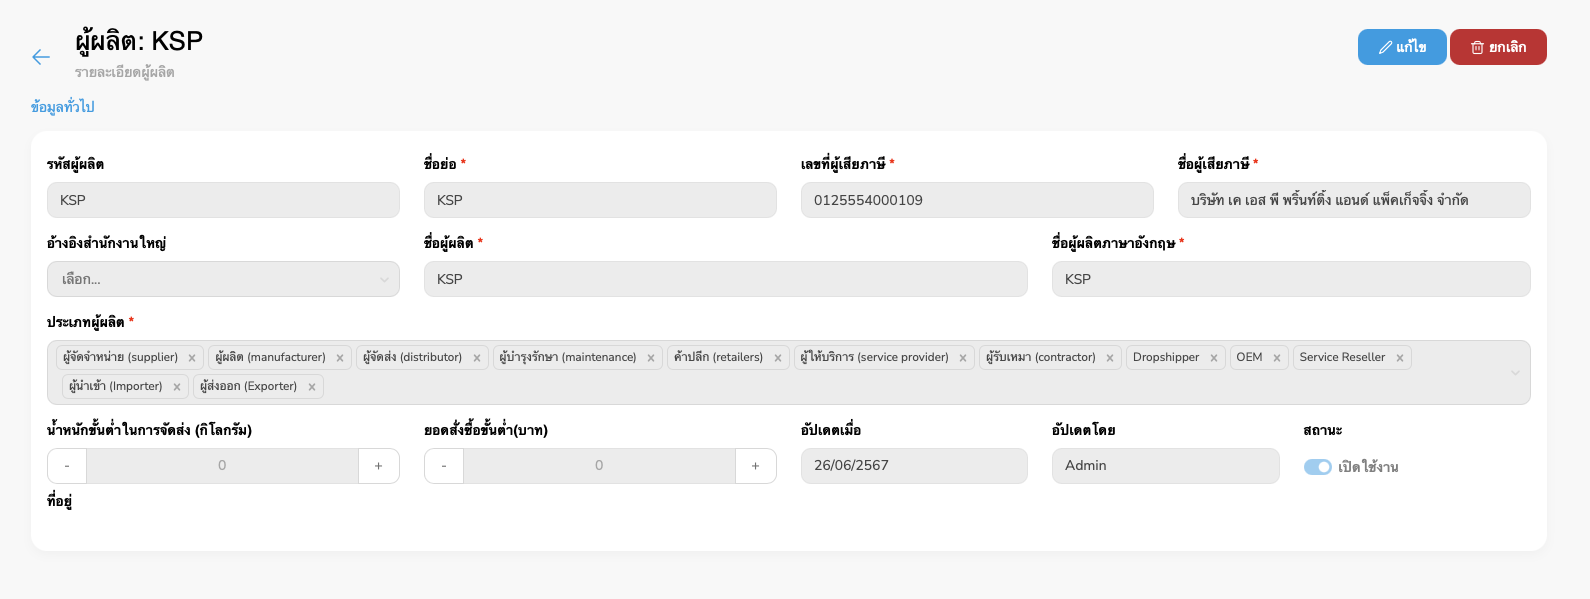 ผู้ผลิต: KSP
รายละเอียดผู้ผลิต
แก้ไข
ยกเลิก
ข้อมูลทั่วไป
รหัสผู้ผลิต
ชื่อย่อ *
เลขที่ผู้เสียภาษี *
ชื่อผู้เสียภาษี *
KSP
KSP
0125554000109
บริษัท เค เอส พี พริ้นท์ติ้ง แอนด์ แพ็คเก็จจิ้ง จำกัด
อ้างอิงสำนักงานใหญ่
ชื่อผู้ผลิต *
ชื่อผู้ผลิตภาษาอังกฤษ *
เลือก...
KSP
KSP
ประเภทผู้ผลิต *
ผู้จัดจำหน่าย (supplier) x ผู้ผลิต (manufacturer) x ผู้จัดส่ง (distributor) x ผู้บำรุงรักษา (maintenance) x ค้าปลีก (retailers) x ผู้ให้บริการ (service provider) x ผู้รับเหมา (contractor) x Dropshipper x OEM x Service Reseller x
ผู้นำเข้า (Importer) x ผู้ส่งออก (Exporter) x
น้ำหนักขั้นต่ำในการจัดส่ง (กิโลกรัม)
ยอดสั่งซื้อขั้นต่ำ(บาท)
อัปเดตเมื่อ
อัปเดตโดย
สถานะ
- 0 +
- 0 +
26/06/2567
Admin
เปิดใช้งาน
ที่อยู่